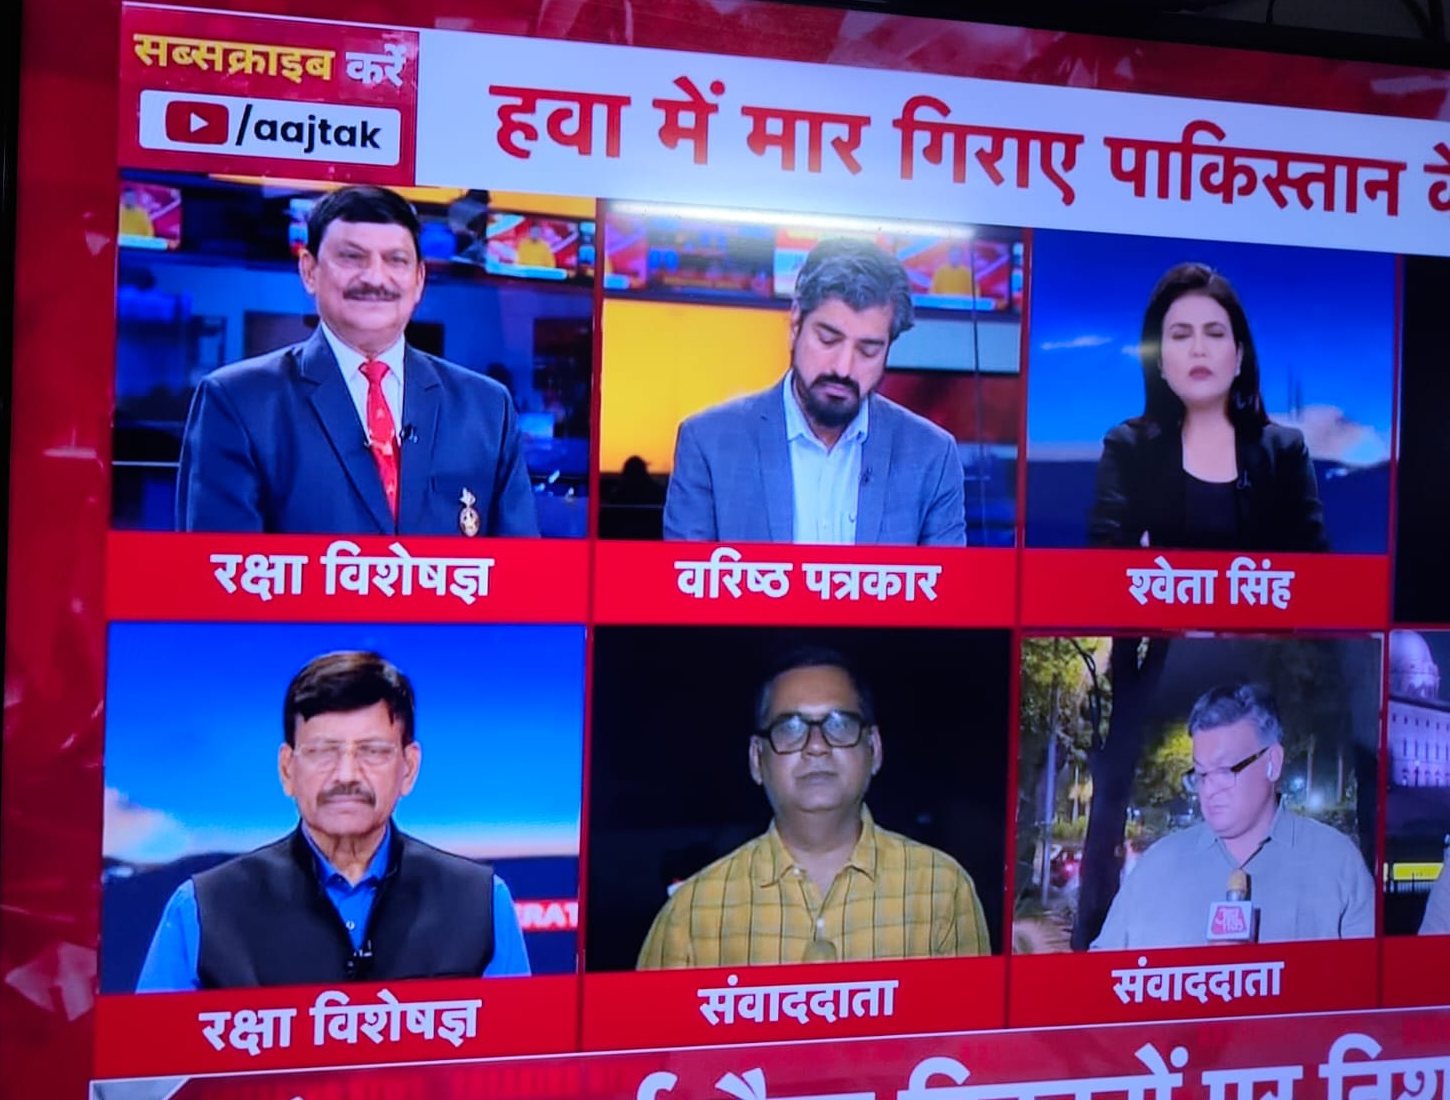 सब्सक्राइब करें
/aajtak
हवा में मार गिराए पाकिस्तान के
रक्षा विशेषज्ञ
वरिष्ठ पत्रकार
श्वेता सिंह
रक्षा विशेषज्ञ
संवाददाता
संवाददाता